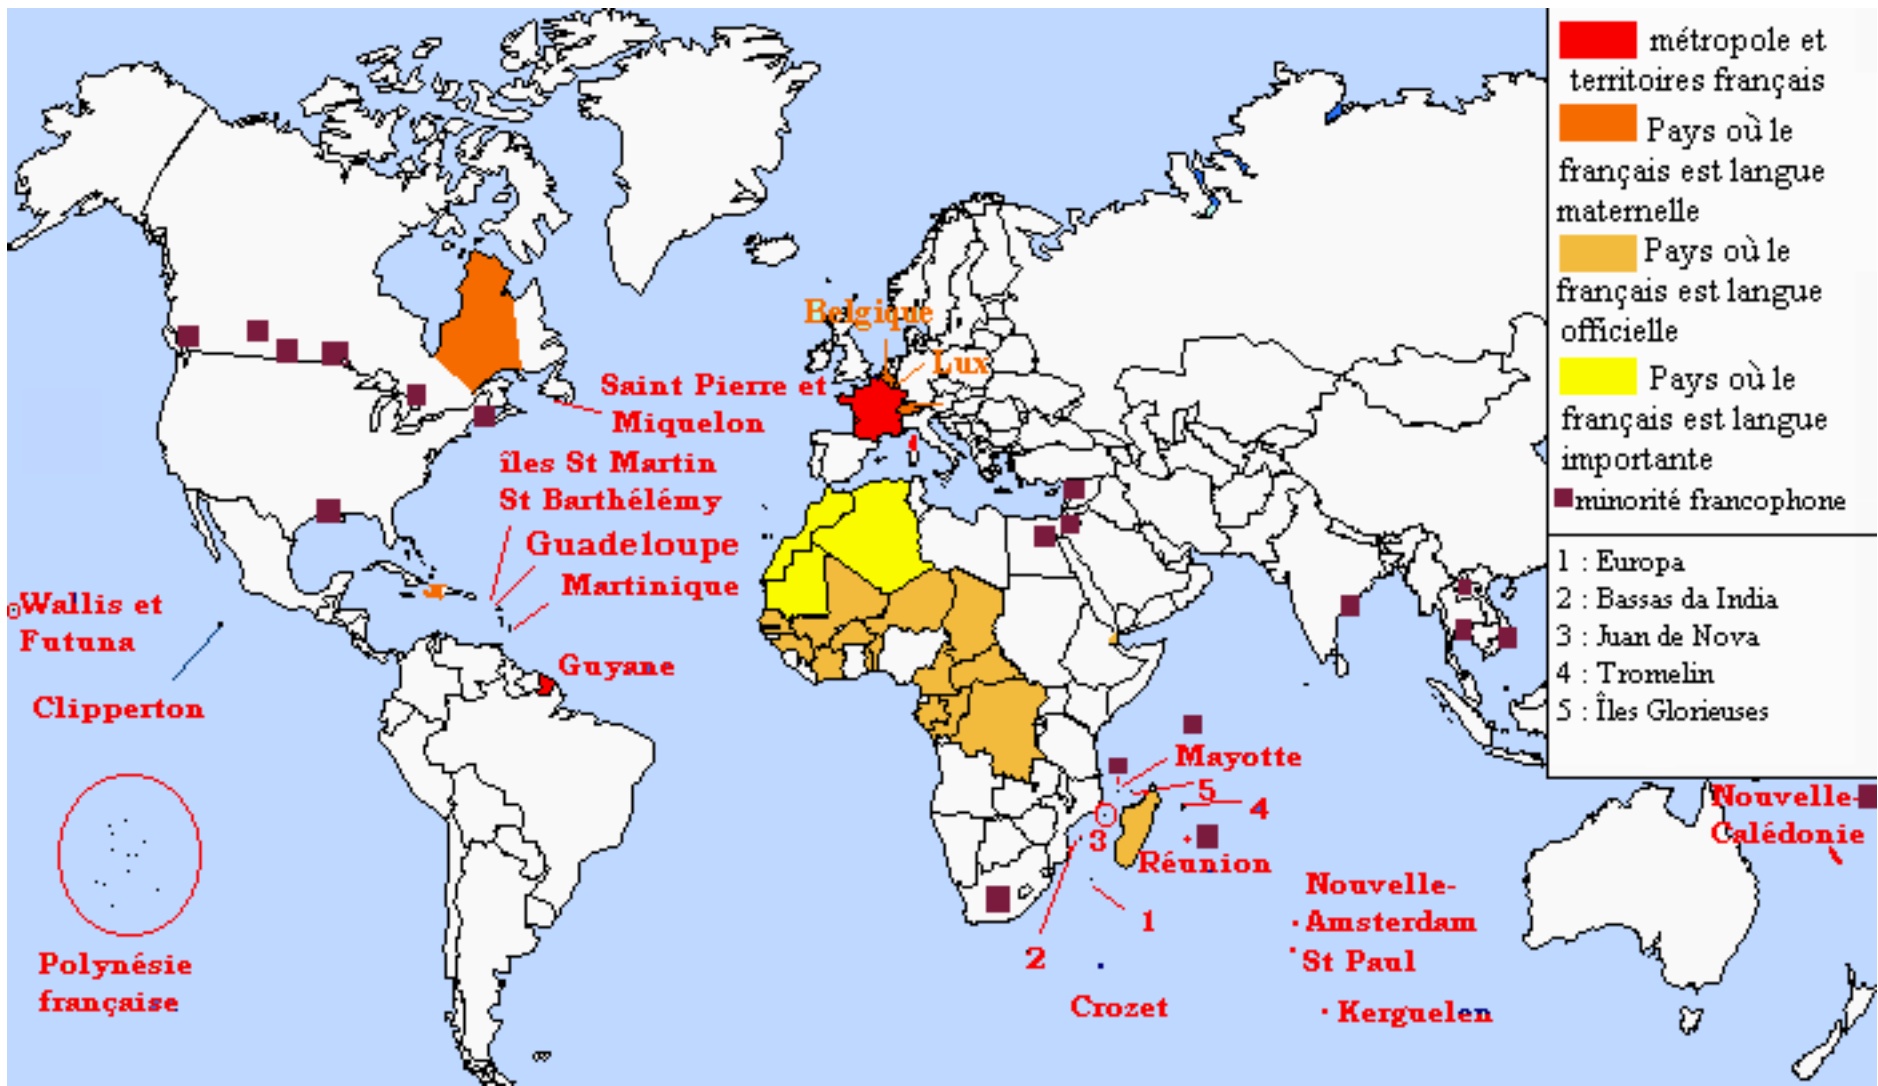 métropole et
territoires français
Pays où le
français est langue
maternelle
Pays où le
français est langue
officielle
Pays où le
français est langue
importante
minorité francophone
1 : Europa
2 : Bassas da India
3 : Juan de Nova
4 : Tromelin
5 : Îles Glorieuses
Belgique
Lux
Saint Pierre et
Miquelon
îles St Martin
St Barthélémy
Guadeloupe
Martinique
Wallis et
Futuna
Clipperton
Guyane
Polynésie
française
Mayotte
5
4
3
Réunion
1
2
Crozet
Nouvelle-
Amsterdam
St Paul
Kerguelen
Nouvelle-
Calédonie